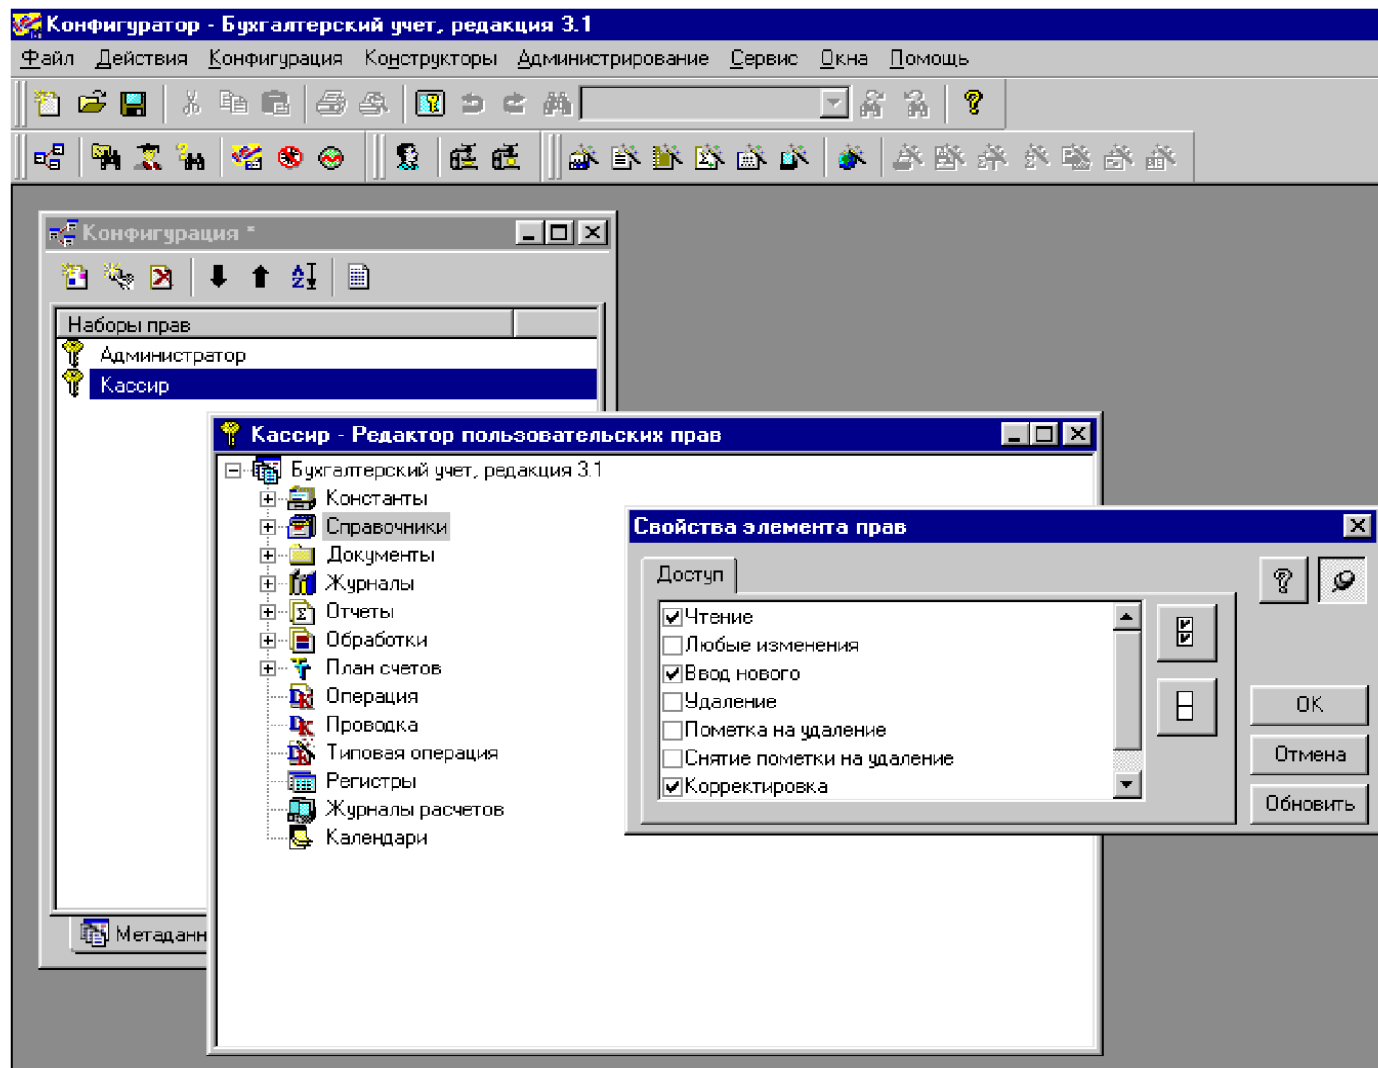 Конфигуратор - Бухгалтерский учет, редакция 3.1
Файл Действия Конфигурация Конструкторы Администрирование Сервис Окна Помощь
Конфигурация *
Наборы прав
Администратор
Кассир
Кассир - Редактор пользовательских прав
Бухгалтерский учет, редакция 3.1
Константы
Справочники
Документы
Журналы
Отчеты
Обработки
План счетов
Операция
Проводка
Типовая операция
Регистры
Журналы расчетов
Календари
Свойства элемента прав
Доступ
Чтение
Любые изменения
Ввод нового
Удаление
Пометка на удаление
Снятие пометки на удаление
Корректировка
OK
Отмена
Обновить
Метаданн